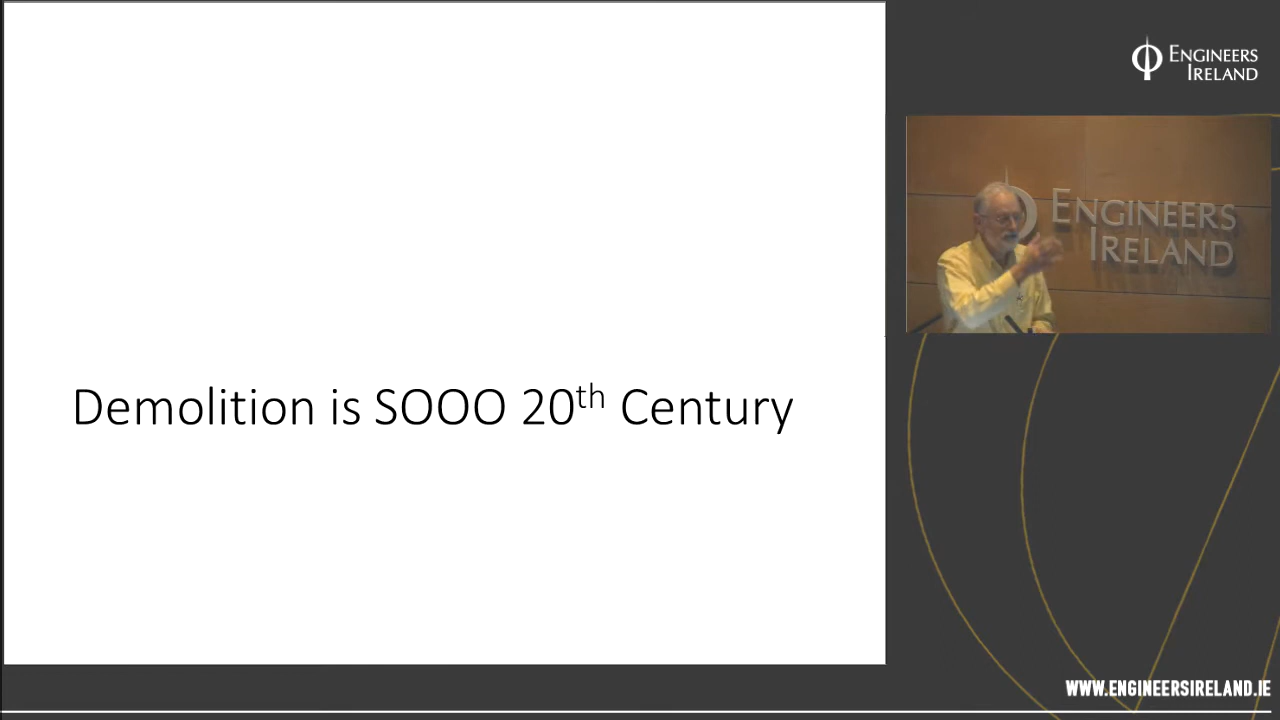 ENGINEERS
IRELAND
ENGINEERS
IRELAND
Demolition is SOOO 20th Century
WWW.ENGINEERSIRELAND.IE